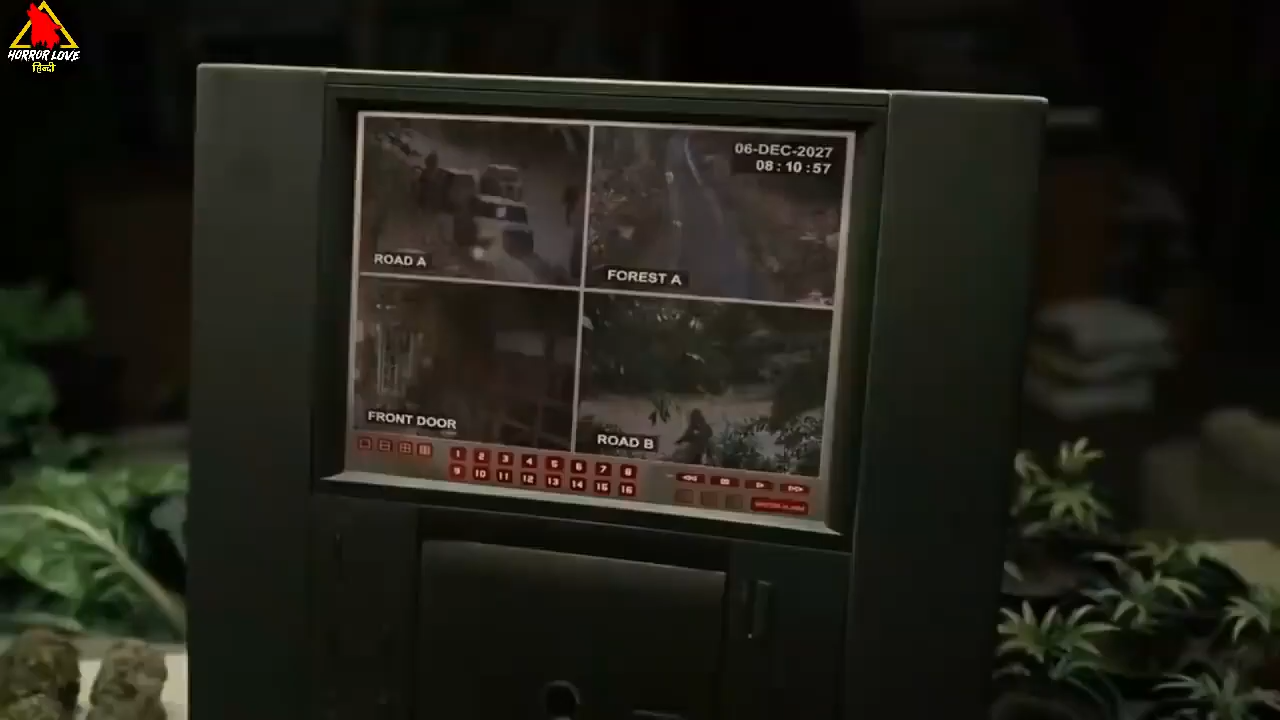 HORROR LOVE
हिन्दी
06-DEC-2027
08:10:57
ROAD A
FOREST A
FRONT DOOR
ROAD B
1 2 3 4 5 6 7 8
9 10 11 12 13 14 15 16